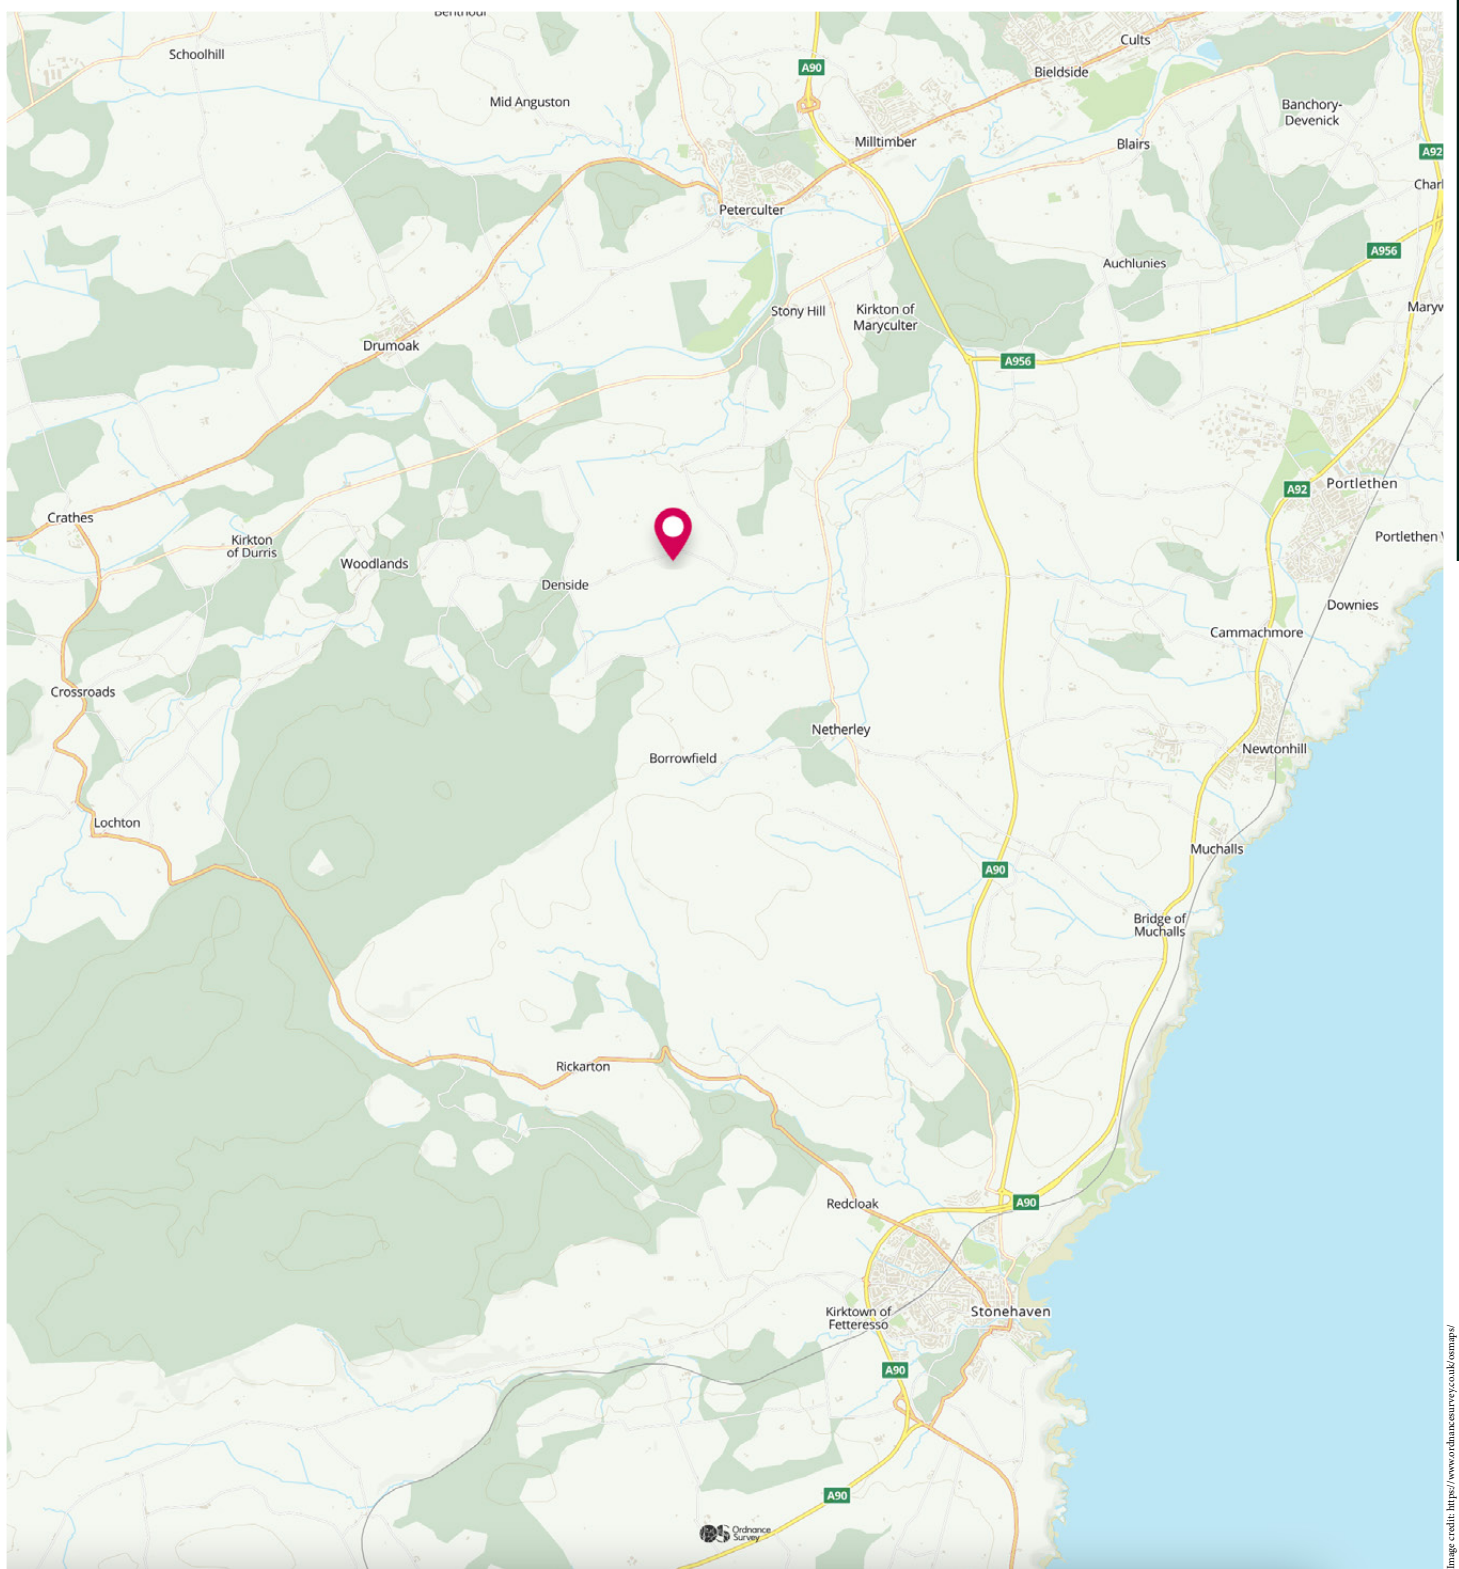 Schoolhill
A90
Cults
Bieldside
Mid Anguston
Banchory-
Devenick
Milltimber
Blairs
A92
Peterculter
A956
Auchlunies
Stony Hill
Kirkton of
Maryculter
Drumoak
A956
Portlethen
A92
Crathes
Kirkton
of Durris
Portlethen
Woodlands
Denside
Downies
Cammachmore
Crossroads
Netherley
Newtonhill
Borrowfield
Lochton
Muchalls
A90
Bridge of
Muchalls
Rickarton
Redcloak
A90
Kirktown of
Fetteresso
Stonehaven
A90
A90
OS Ordnance
Survey
Image credit: https://www.ordnancesurvey.co.uk/osmaps/